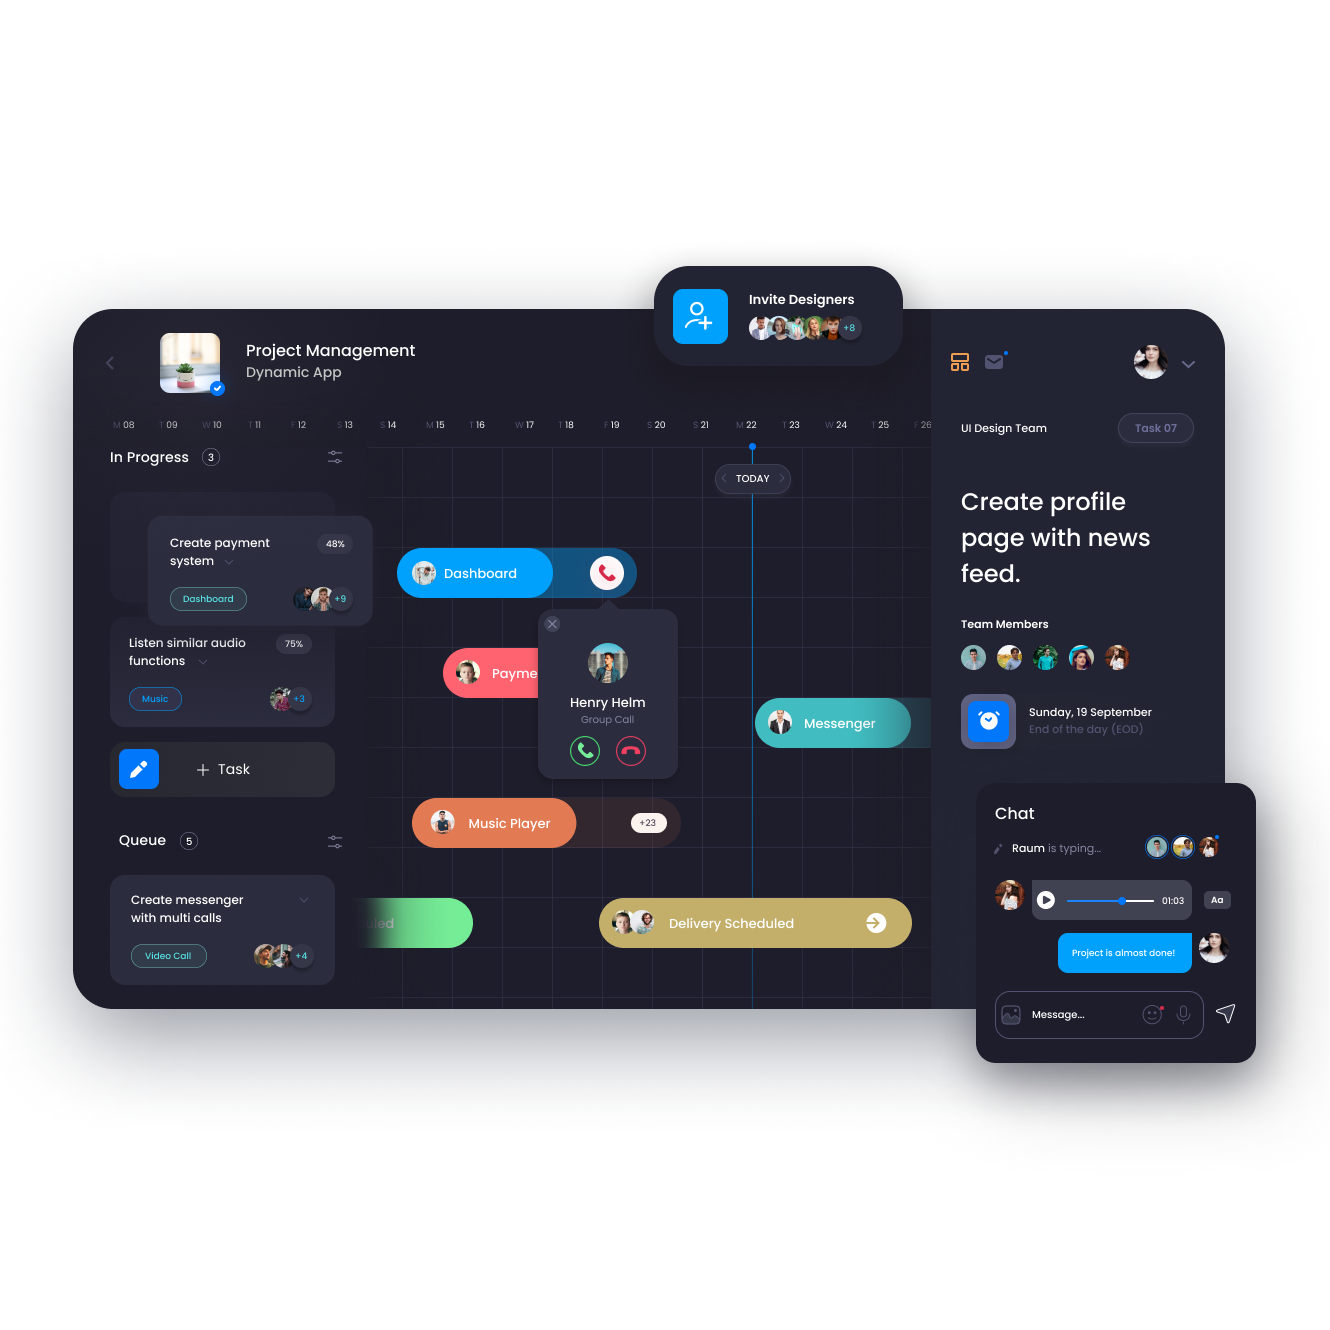 Invite Designers
+8
Project Management
Dynamic App
M 08 T 09 W 10 T 11 F 12 S 13 S 14 M 15 T 16 W 17 T 18 F 19 S 20 S 21 M 22 T 23 W 24 T 25 F 26
In Progress 3
TODAY
Create payment
system
48%
Dashboard
+9
Listen similar audio
functions
75%
Music
+3
+ Task
Queue 5
Create messenger
with multi calls
Video Call
+4
Dashboard
Payme
Henry Helm
Group Call
Messenger
Music Player
+23
Delivery Scheduled
UI Design Team
Task 07
Create profile
page with news
feed.
Team Members
Sunday, 19 September
End of the day (EOD)
Chat
Raum is typing...
01:03
Aa
Project is almost done!
Message...